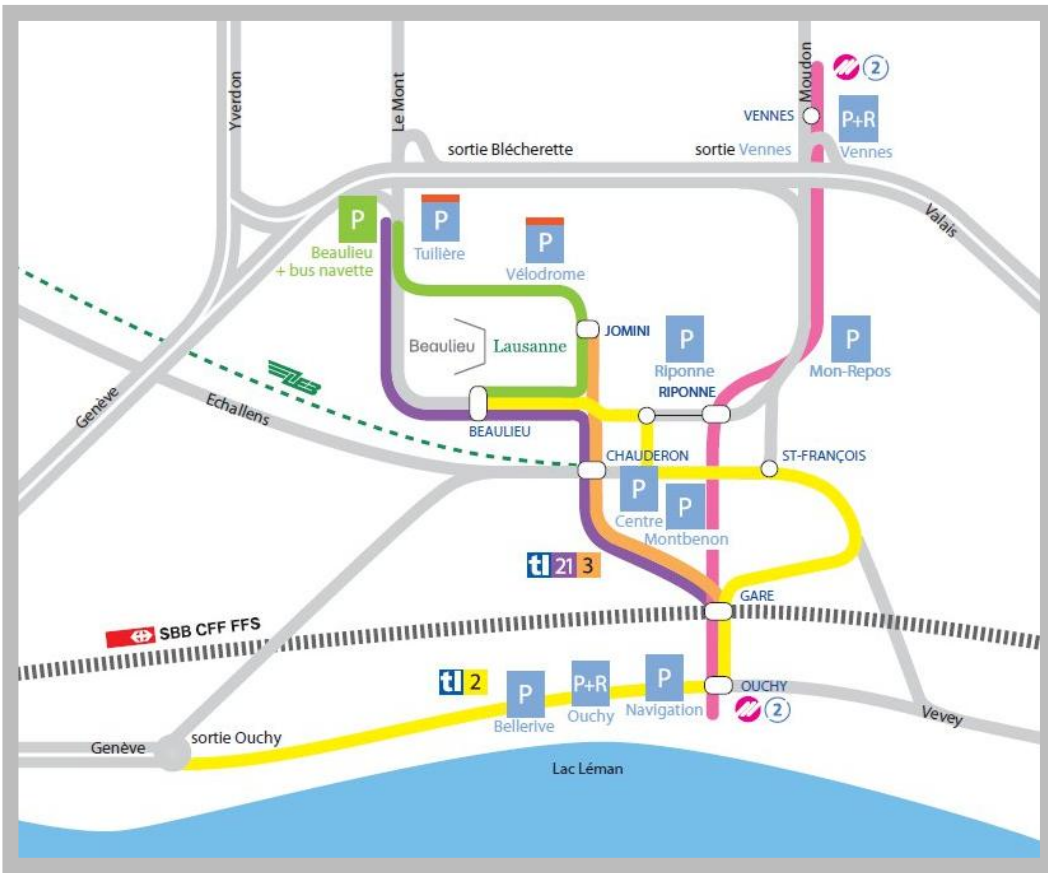 Moudon
2
VENNES
P+R
Vennes
Yverdon
Le Mont
sortie Blécherette
sortie Vennes
Valais
P
Beaulieu
+ bus navette
P
Tuilière
P
Vélodrome
JOMINI
Beaulieu
Lausanne
P
Riponne
RIPONNE
P
Mon-Repos
LEB
Genève
Echallens
BEAULIEU
CHAUDERON
ST-FRANÇOIS
P
Centre
P
Montbenon
tl 21 3
GARE
SBB CFF FFS
tl 2
P
Bellerive
P+R
Ouchy
P
Navigation
OUCHY
2
Vevey
Genève
sortie Ouchy
Lac Léman